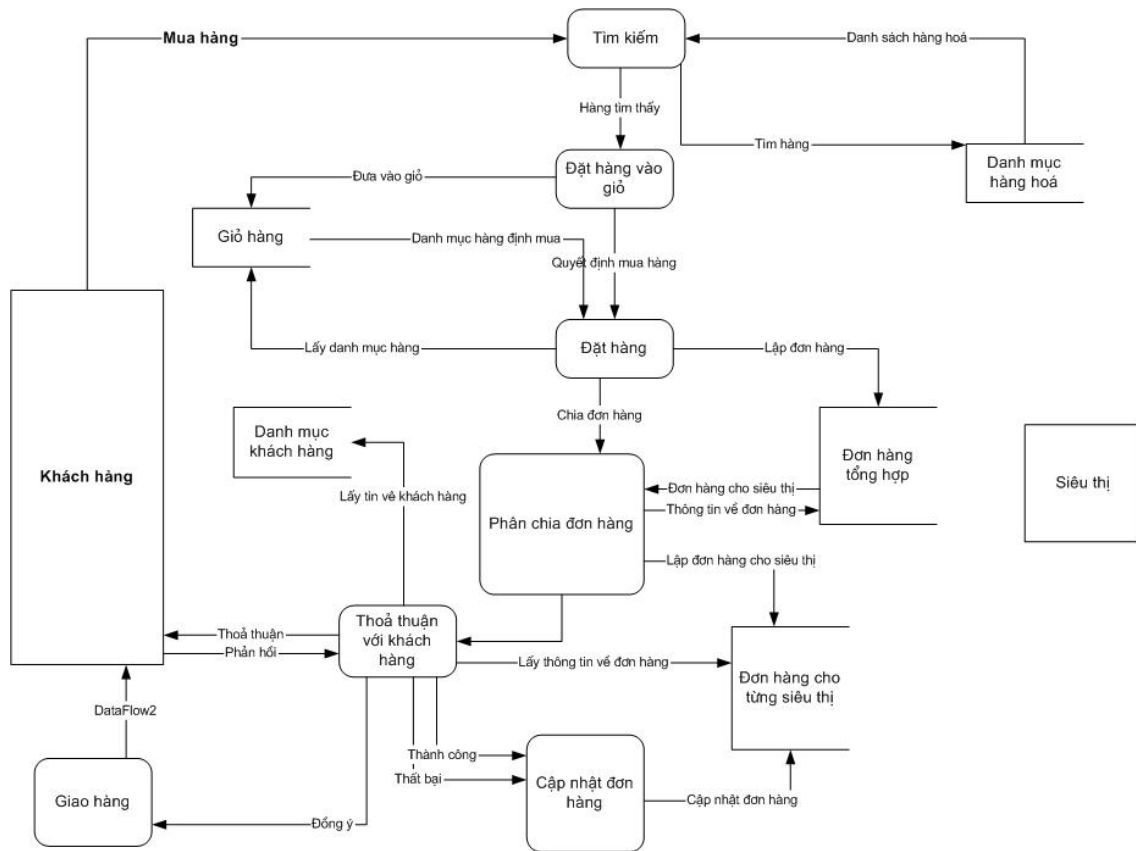 Mua hàng
Tìm kiếm
Danh sách hàng hoá
Hàng tìm thấy
Tìm hàng
Đặt hàng vào
giỏ
Danh mục
hàng hoá
Đưa vào giỏ
Giỏ hàng
Danh mục hàng định mua
Quyết định mua hàng
Lấy danh mục hàng
Đặt hàng
Lập đơn hàng
Chia đơn hàng
Danh mục
khách hàng
Đơn hàng
tổng hợp
Khách hàng
Siêu thị
Lấy tin về khách hàng
Phân chia đơn hàng
Đơn hàng cho siêu thị
Thông tin về đơn hàng
Lập đơn hàng cho siêu thị
Thoả thuận
Phản hồi
Thoả thuận
với khách
hàng
Lấy thông tin về đơn hàng
Đơn hàng cho
từng siêu thị
DataFlow2
Thành công
Thất bại
Cập nhật đơn
hàng
Cập nhật đơn hàng
Giao hàng
Đồng ý